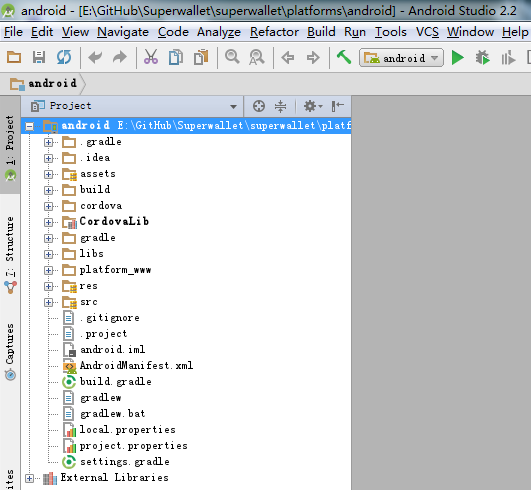 android - [E:\GitHub\Superwallet\superwallet\platforms\android] - Android Studio 2.2
File Edit View Navigate Code Analyze Refactor Build Run Tools VCS Window Help
android
android
Project
1: Project
7: Structure
Captures
android E:\GitHub\Superwallet\superwallet\platf
.gradle
.idea
assets
build
cordova
CordovaLib
gradle
libs
platform_www
res
src
.gitignore
.project
android.iml
AndroidManifest.xml
build.gradle
gradlew
gradlew.bat
local.properties
project.properties
settings.gradle
External Libraries